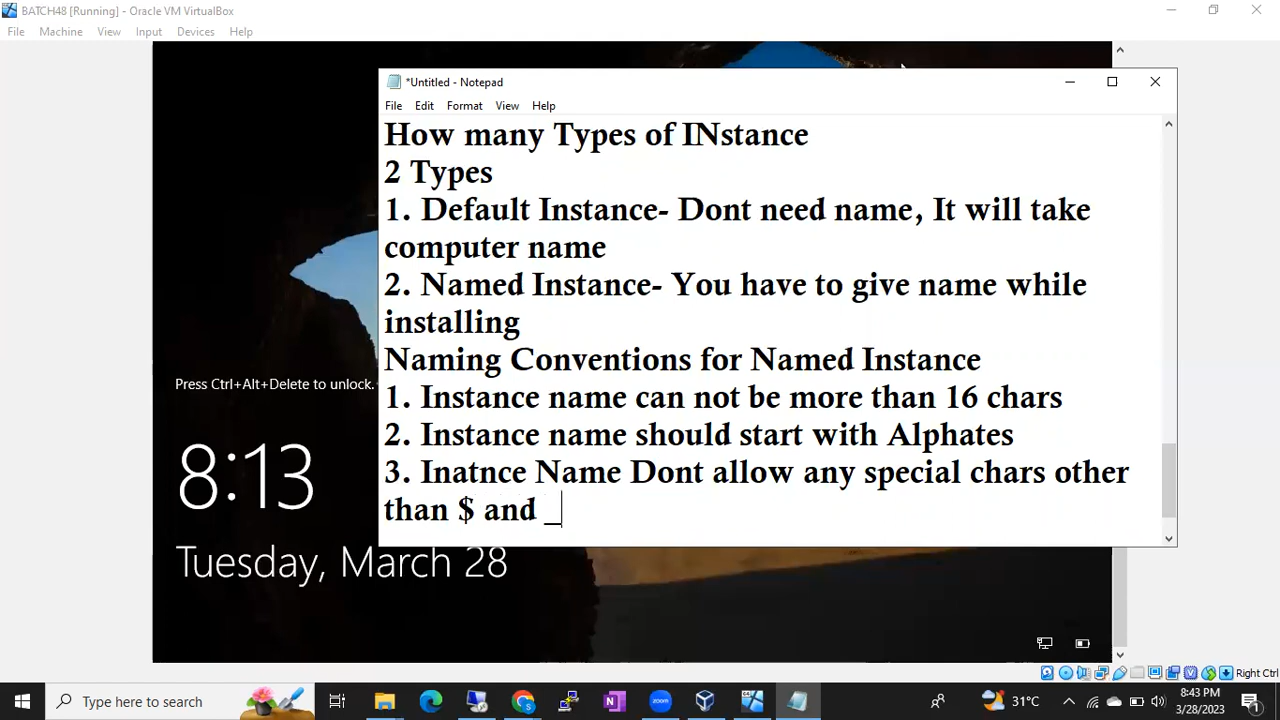 BATCH48 [Running] - Oracle VM VirtualBox
File Machine View Input Devices Help
*Untitled - Notepad
File Edit Format View Help
How many Types of INstance
2 Types
1. Default Instance- Dont need name, It will take
computer name
2. Named Instance- You have to give name while
installing
Naming Conventions for Named Instance
1. Instance name can not be more than 16 chars
2. Instance name should start with Alphates
3. Inatnce Name Dont allow any special chars other
than $ and _
Press Ctrl+Alt+Delete to unlock.
8:13
Tuesday, March 28
Right Ctrl
Type here to search
31°C
8:43 PM
3/28/2023